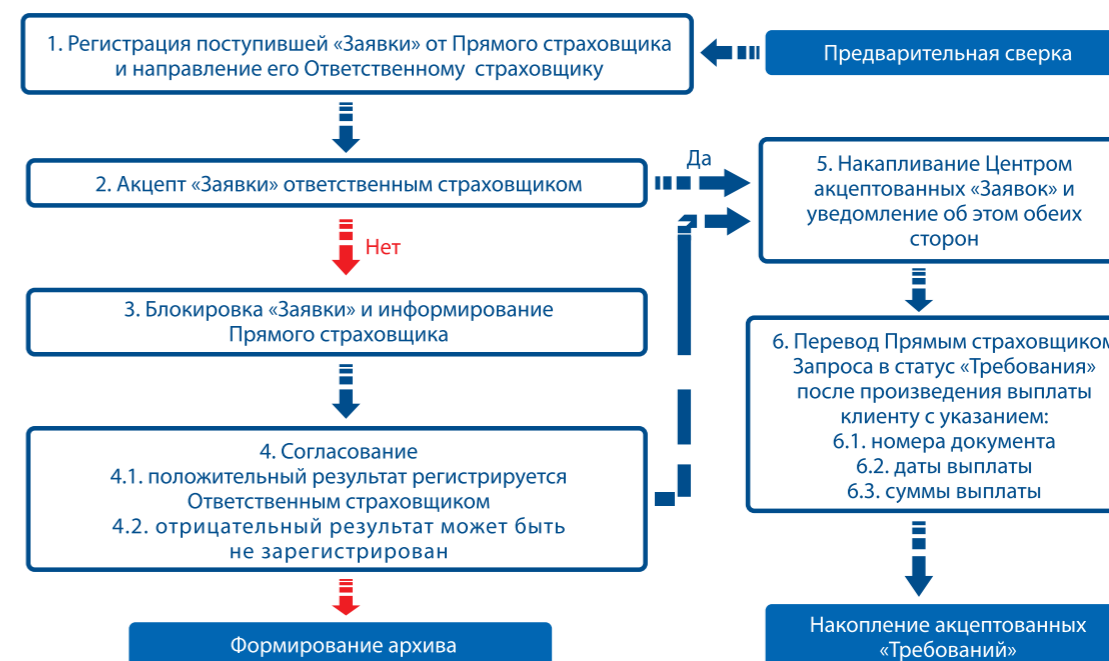 1. Регистрация поступившей «Заявки» от Прямого страховщика
и направление его Ответственному страховщику
Предварительная сверка
2. Акцепт «Заявки» ответственным страховщиком
Да
5. Накапливание Центром
акцептованных «Заявок» и
уведомление об этом обеих
сторон
Нет
3. Блокировка «Заявки» и информирование
Прямого страховщика
6. Перевод Прямым страховщиком
Запроса в статус «Требования»
после произведения выплаты
клиенту с указанием:
6.1. номера документа
6.2. даты выплаты
6.3. суммы выплаты
4. Согласование
4.1. положительный результат регистрируется
Ответственным страховщиком
4.2. отрицательный результат может быть
не зарегистрирован
Формирование архива
Накопление акцептованных
«Требований»